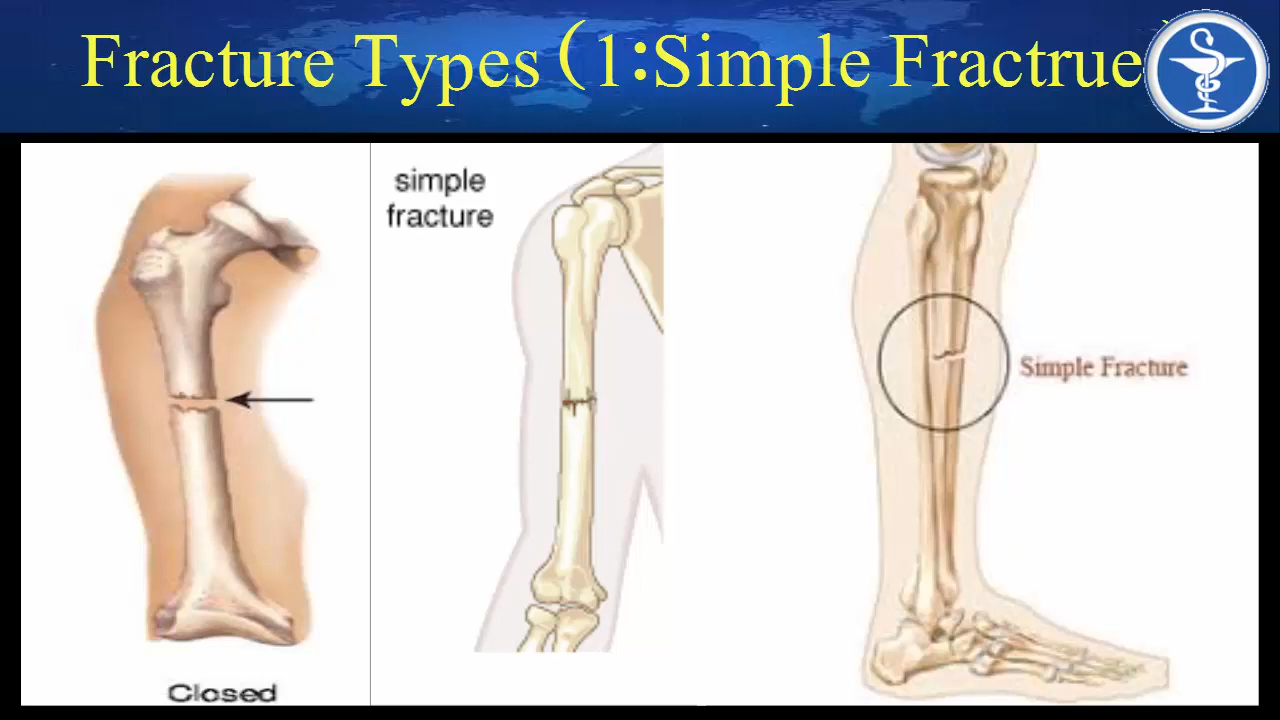 Fracture Types (1:Simple Fractrue
simple
fracture
Simple Fracture
Closed